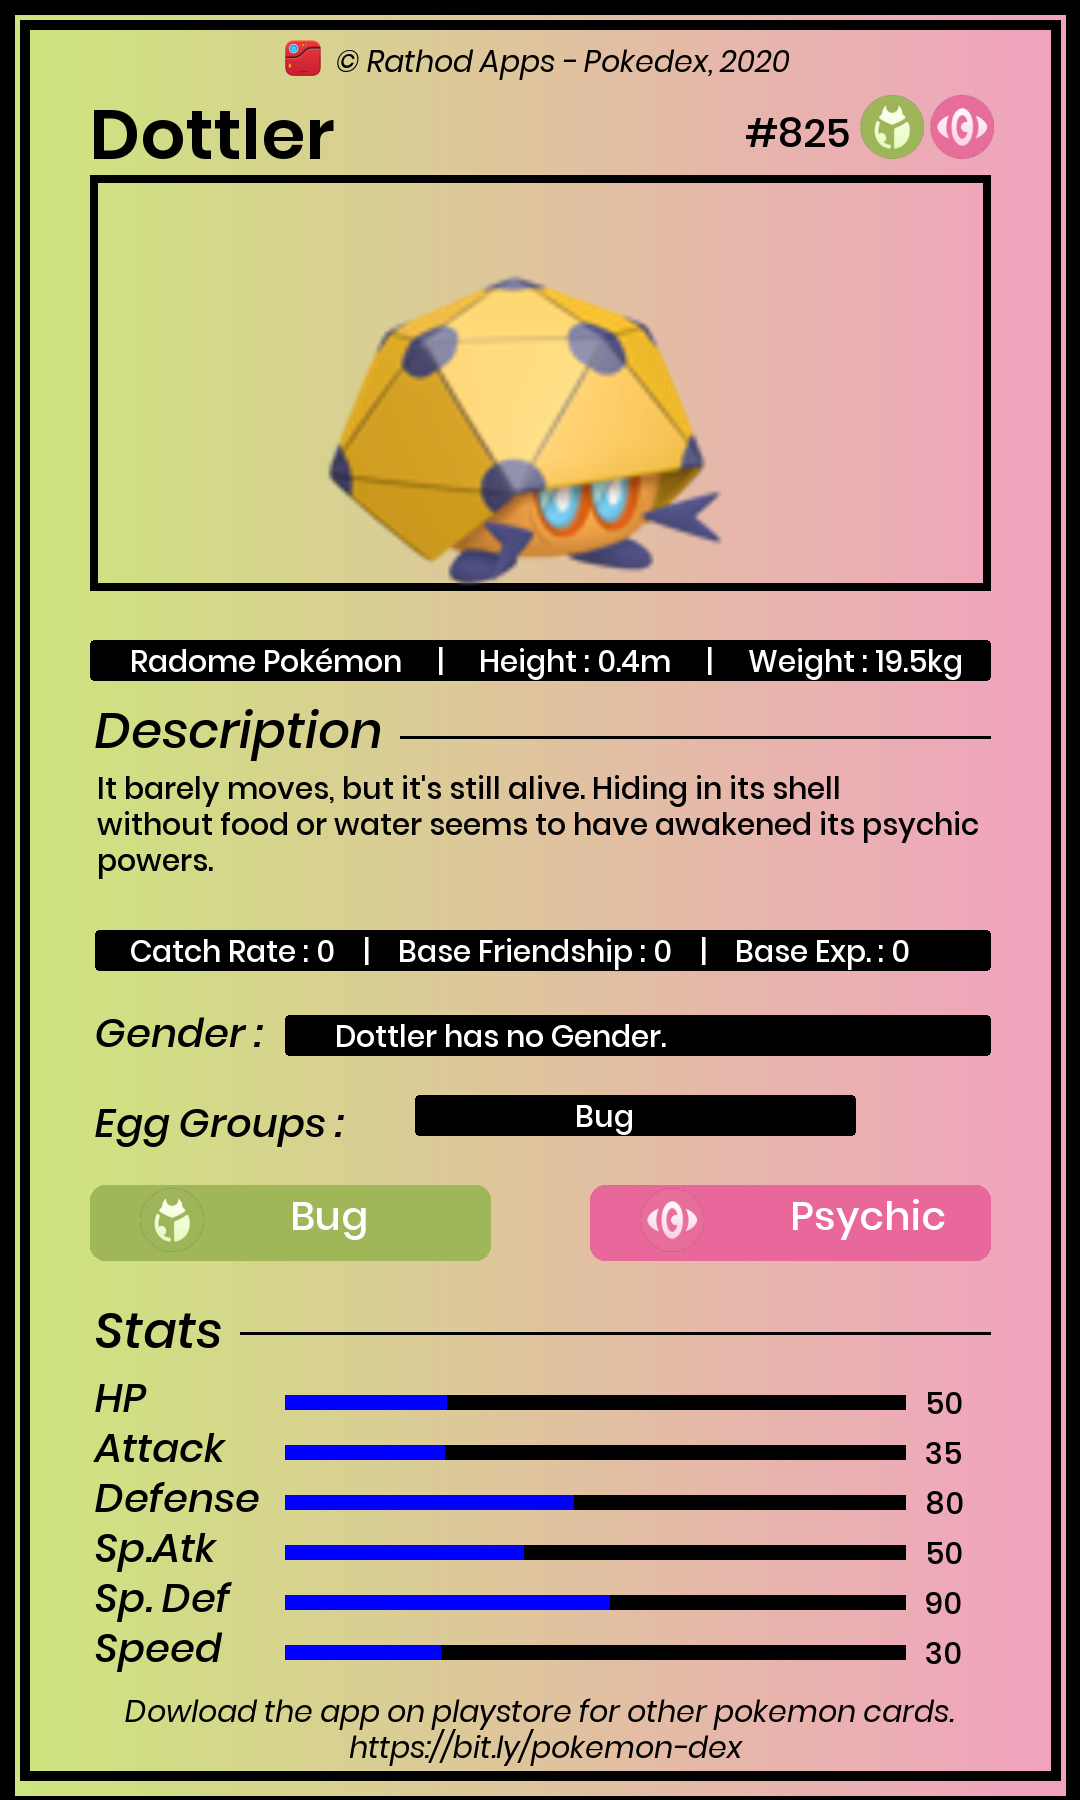 © Rathod Apps - Pokedex, 2020
Dottler
#825
Radome Pokémon | Height : 0.4m | Weight : 19.5kg
Description
It barely moves, but it's still alive. Hiding in its shell
without food or water seems to have awakened its psychic
powers.
Catch Rate : 0 | Base Friendship : 0 | Base Exp. : 0
Gender : Dottler has no Gender.
Egg Groups : Bug
Bug Psychic
Stats
HP 50
Attack 35
Defense 80
Sp.Atk 50
Sp. Def 90
Speed 30
Dowload the app on playstore for other pokemon cards.
https://bit.ly/pokemon-dex